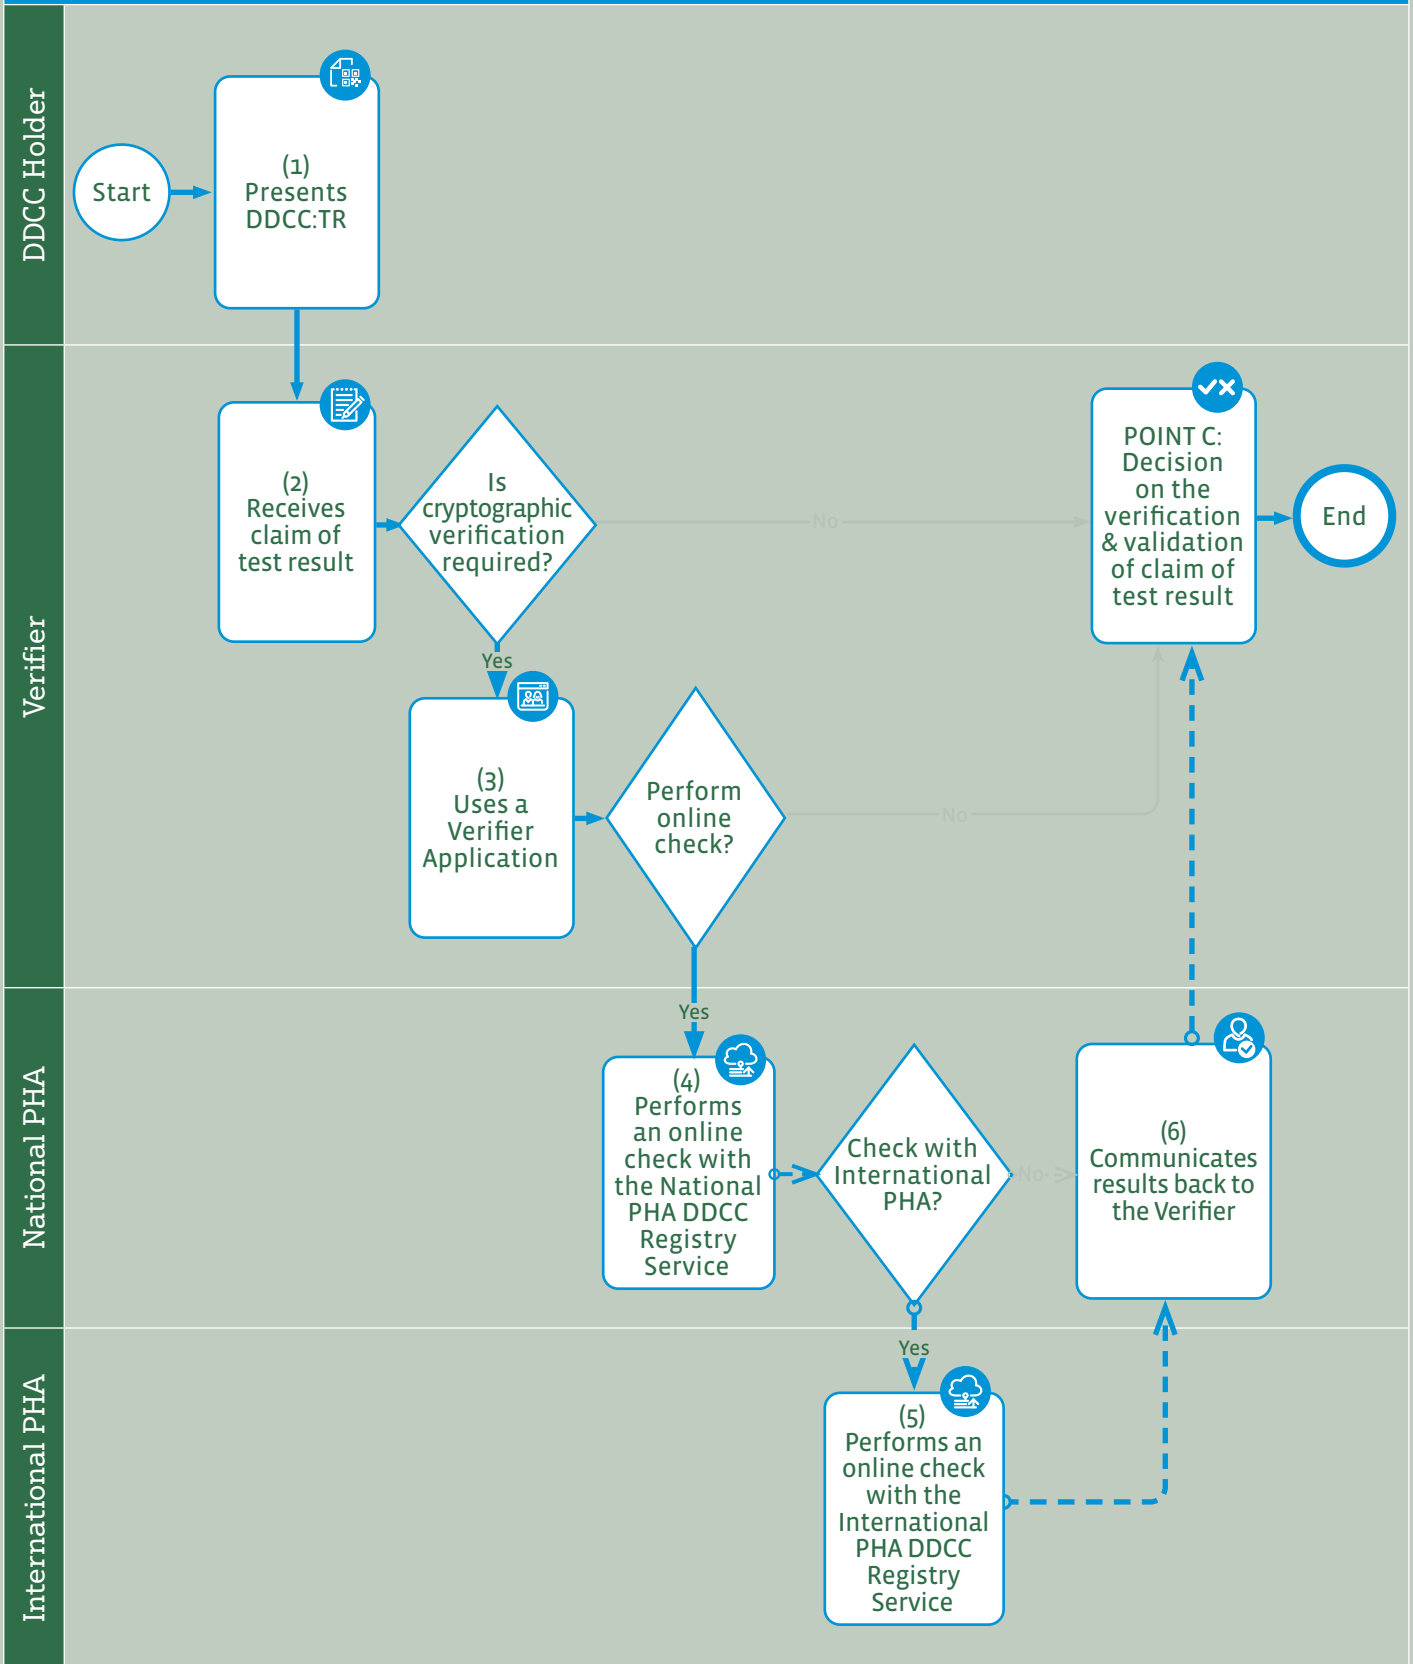 DDCC Holder
Start
(1)
Presents
DDCC:TR
Verifier
(2)
Receives
claim of
test result
Is
cryptographic
verification
required?
No
POINT C:
Decision
on the
verification
& validation
of claim of
test result
End
Yes
(3)
Uses a
Verifier
Application
Perform
online
check?
No
Yes
National PHA
(4)
Performs
an online
check with
the National
PHA DDCC
Registry
Service
Check with
International
PHA?
No
(6)
Communicates
results back to
the Verifier
Yes
International PHA
(5)
Performs an
online check
with the
International
PHA DDCC
Registry
Service